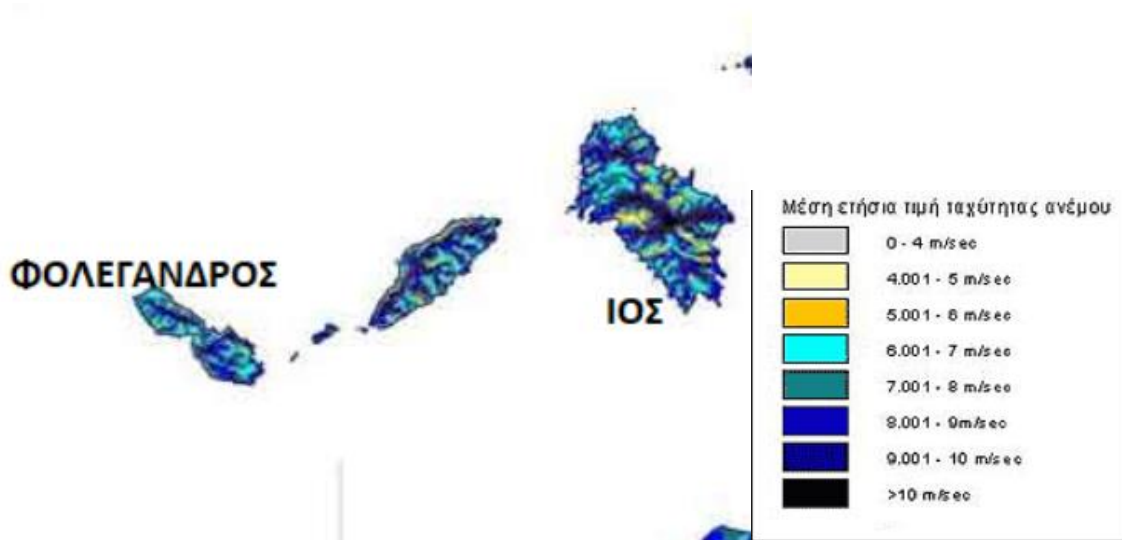 ΦΟΛΕΓΑΝΔΡΟΣ
ΙΟΣ
Μέση ετήσια τιμή ταχύτητας ανέμου
0 - 4 m/sec
4.001 - 5 m/sec
5.001 - 6 m/sec
6.001 - 7 m/sec
7.001 - 8 m/sec
8.001 - 9m/sec
9.001 - 10 m/sec
>10 m/sec